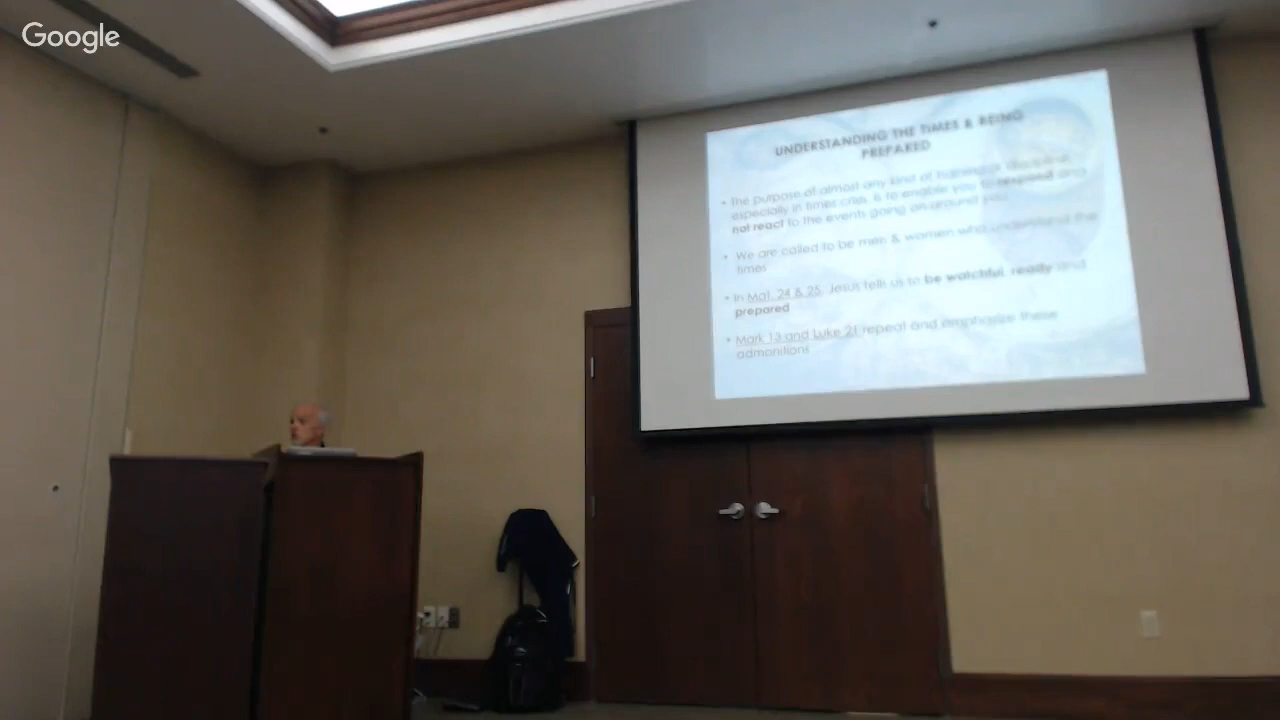 Google
UNDERSTANDING THE TIMES & BEING
PREPARED
• The purpose of almost any kind of
especially in times crisis, is to enable you to respond and
not react to the events going on around you
• We are called to be men & women who understand the
times
• In Mat. 24 & 25, Jesus tells us to be watchful, ready and
prepared
• Mark 13 and Luke 21 repeat and emphasize these
admonitions